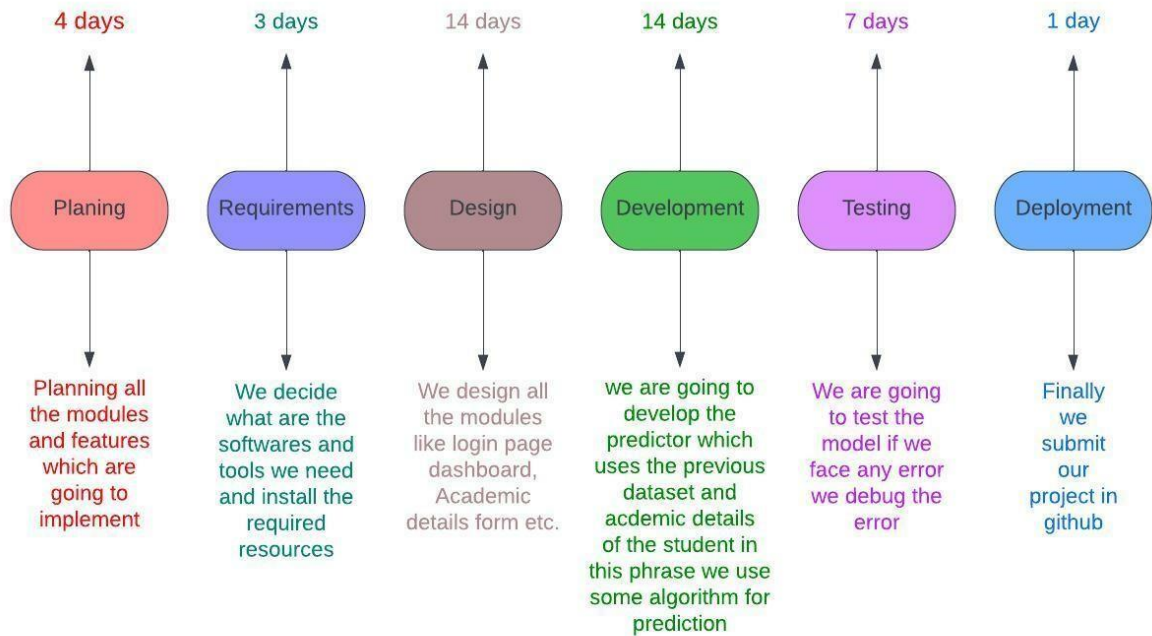 4 days
3 days
14 days
14 days
7 days
1 day
Planing
Requirements
Design
Development
Testing
Deployment
Planning all
the modules
and features
which are
going to
implement
We decide
what are the
softwares and
tools we need
and install the
required
resources
We design all
the modules
like login page
dashboard,
Academic
details form etc.
we are going to
develop the
predictor which
uses the previous
dataset and
acdemic details
of the student in
this phrase we use
some algorithm for
prediction
We are going
to test the
model if we
face any error
we debug the
error
Finally
we
submit
our
project in
github